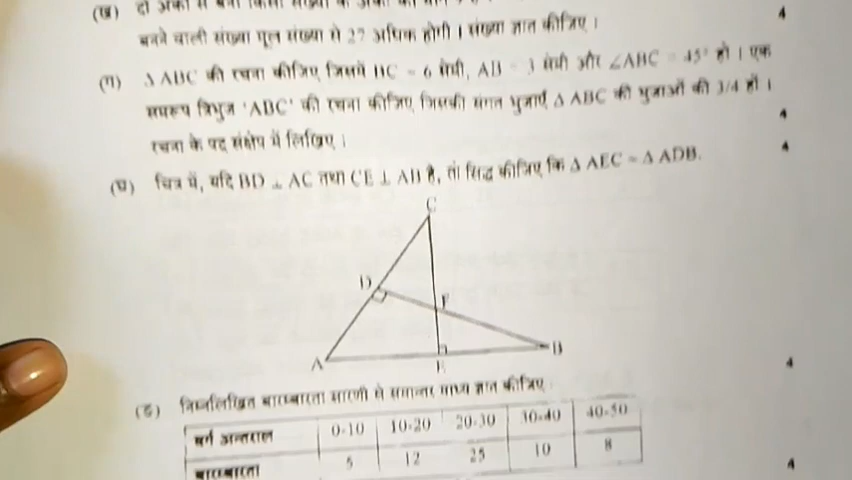 (ख) दो अंकों से बनी किसी संख्या के अंकों का योग
बनने वाली संख्या मूल संख्या से 27 अधिक होगी । संख्या ज्ञात कीजिए ।
4
(ग) Δ ABC की रचना कीजिए जिसमें BC = 6 सेमी, AB = 3 सेमी और ∠ABC = 45° हो । एक
समरूप त्रिभुज 'ABC' की रचना कीजिए जिसकी संगत भुजाएँ Δ ABC की भुजाओं की 3/4 हों ।
रचना के पद संक्षेप में लिखिए ।
4
(घ) चित्र में, यदि BD ⊥ AC तथा CE ⊥ AB है, तो सिद्ध कीजिए कि Δ AEC ≈ Δ ADB.
4
C
D
F
A
E
B
(ङ) निम्नलिखित बारम्बारता सारणी से समान्तर माध्य ज्ञात कीजिए
4
वर्ग अन्तराल 0-10 10-20 20-30 30-40 40-50
बारम्बारता 5 12 25 10 8
4